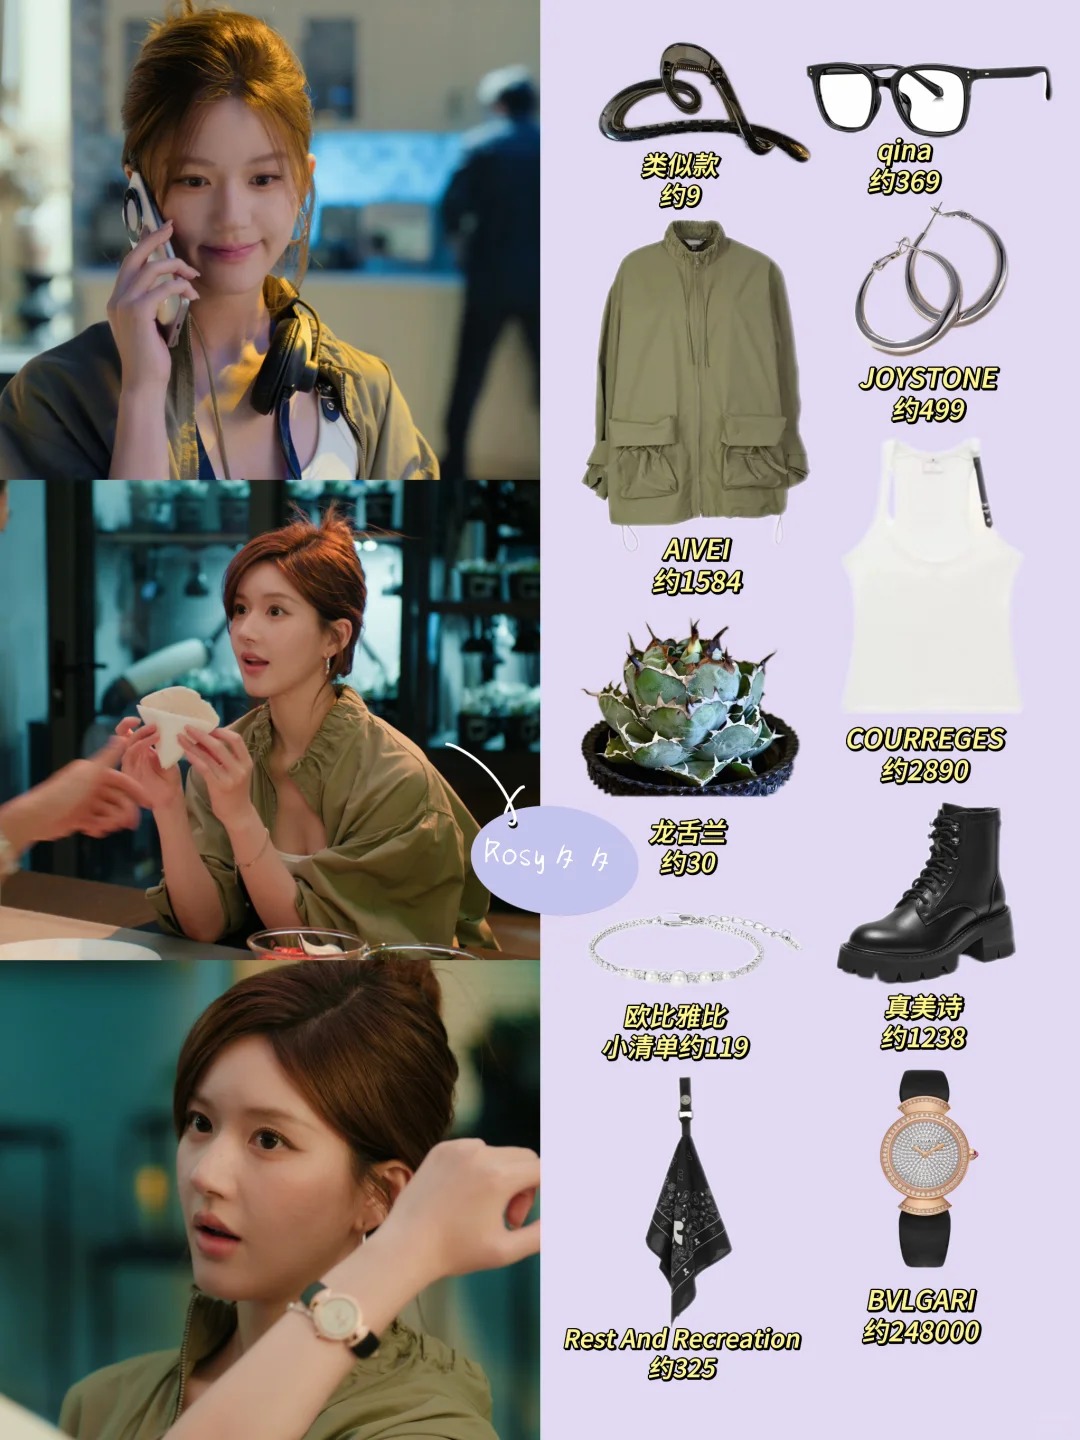 类似款
约9
qina
约369
JOYSTONE
约499
AIVEI
约1584
COURREGES
约2890
龙舌兰
约30
Rosy夕夕
欧比雅比
小清单约119
真美诗
约1238
Rest And Recreation
约325
BVLGARI
约248000